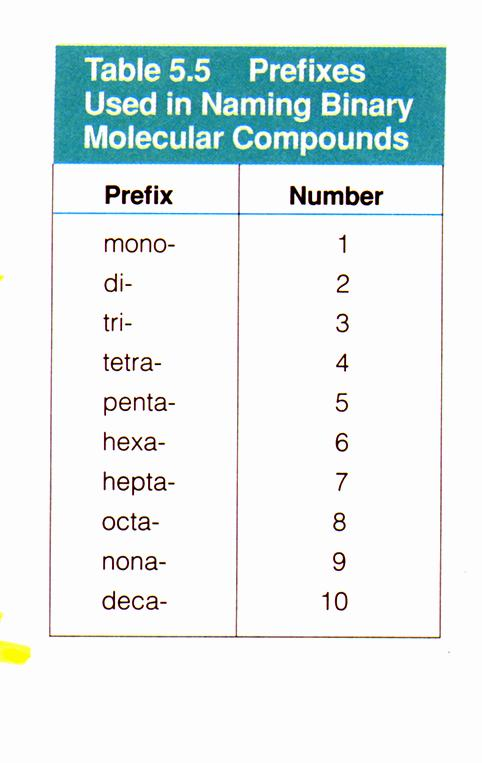 Table 5.5 Prefixes
Used in Naming Binary
Molecular Compounds
Prefix Number
mono- 1
di- 2
tri- 3
tetra- 4
penta- 5
hexa- 6
hepta- 7
octa- 8
nona- 9
deca- 10